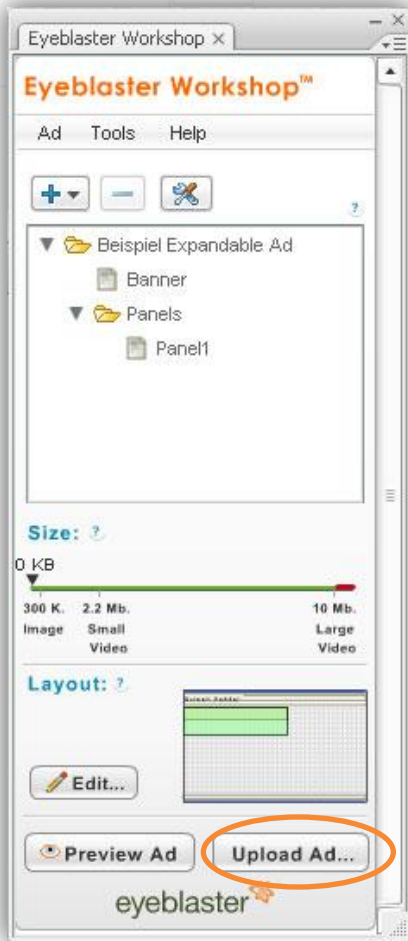 Eyeblaster Workshop ×
Eyeblaster Workshop™
Ad Tools Help
?
Beispiel Expandable Ad
Banner
Panels
Panel1
Size: ?
0 KB
300 K. 2.2 Mb. 10 Mb.
Image Small Large
Video Video
Layout: ?
Edit...
Preview Ad Upload Ad...
eyeblaster